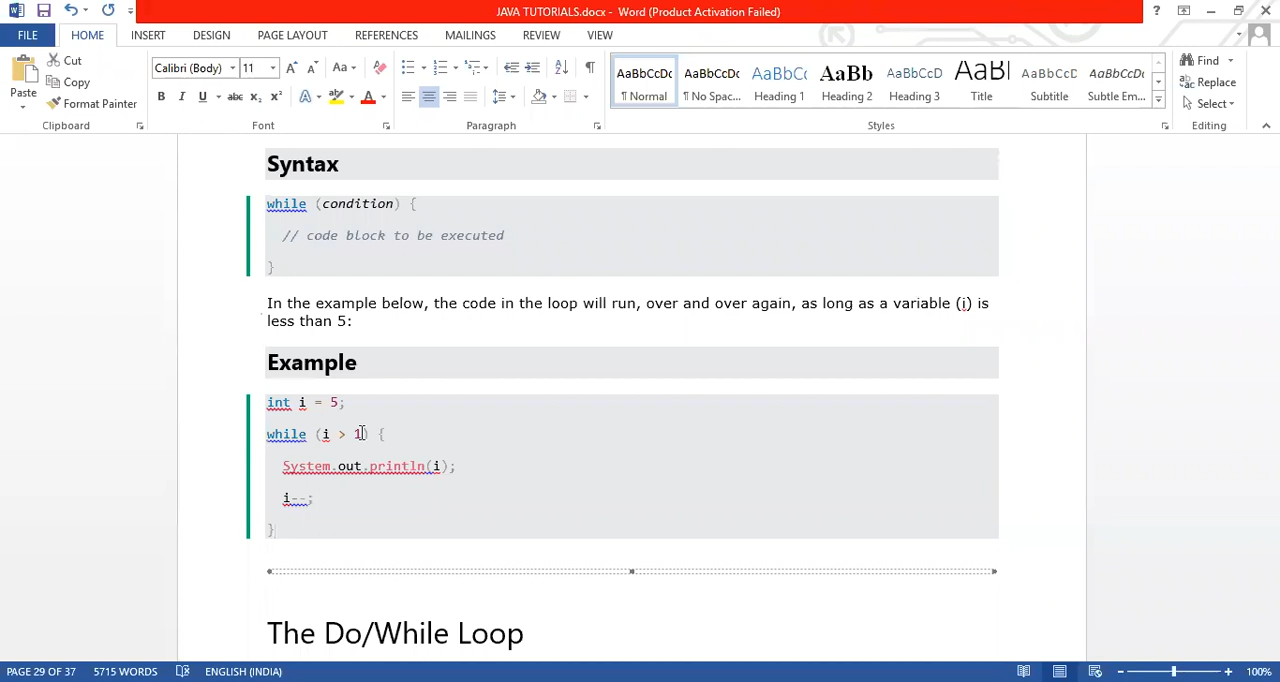 JAVA TUTORIALS.docx - Word (Product Activation Failed)
FILE HOME INSERT DESIGN PAGE LAYOUT REFERENCES MAILINGS REVIEW VIEW
Cut
Copy
Format Painter
Paste
Clipboard
Calibri (Body) 11
Font
Paragraph
AaBbCcDc AaBbCcDc AaBbC AaBb AaBbCcD AaB AaBbCcD AaBbCcDc
¶ Normal ¶ No Spac... Heading 1 Heading 2 Heading 3 Title Subtitle Subtle Em...
Styles
Find
Replace
Select
Editing
Syntax
while (condition) {
// code block to be executed
}
In the example below, the code in the loop will run, over and over again, as long as a variable (i) is
less than 5:
Example
int i = 5;
while (i > 1) {
System.out.println(i);
i--;
}
The Do/While Loop
PAGE 29 OF 37 5715 WORDS ENGLISH (INDIA) 100%